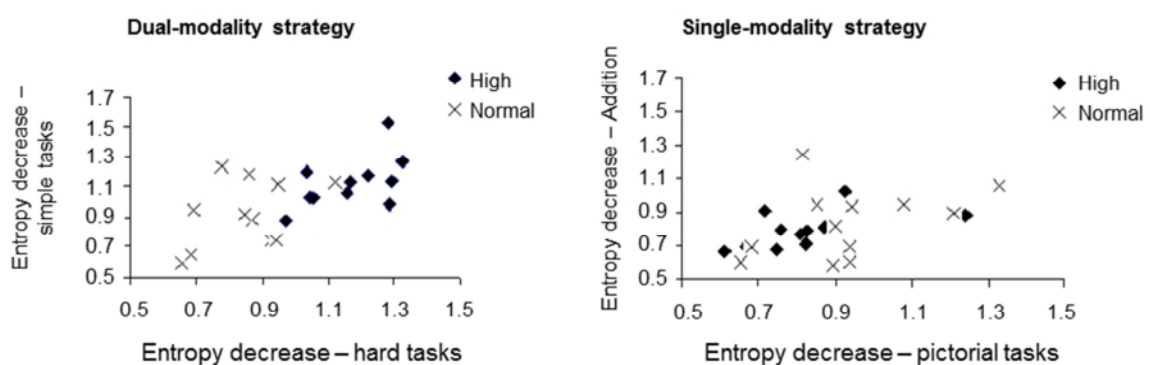 Dual-modality strategy
Entropy decrease –
simple tasks
1.7
1.5
1.3
1.1
0.9
0.7
0.5
0.5 0.7 0.9 1.1 1.3 1.5
Entropy decrease – hard tasks
High
Normal
Single-modality strategy
Entropy decrease – Addition
1.7
1.5
1.3
1.1
0.9
0.7
0.5
0.5 0.7 0.9 1.1 1.3 1.5
Entropy decrease – pictorial tasks
High
Normal